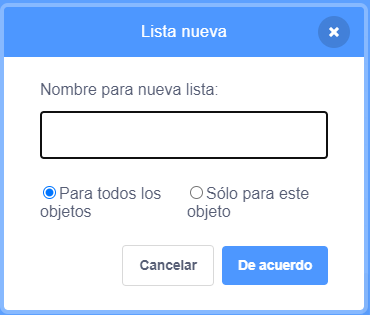 Lista nueva
Nombre para nueva lista:
Para todos los objetos
Sólo para este objeto
Cancelar
De acuerdo